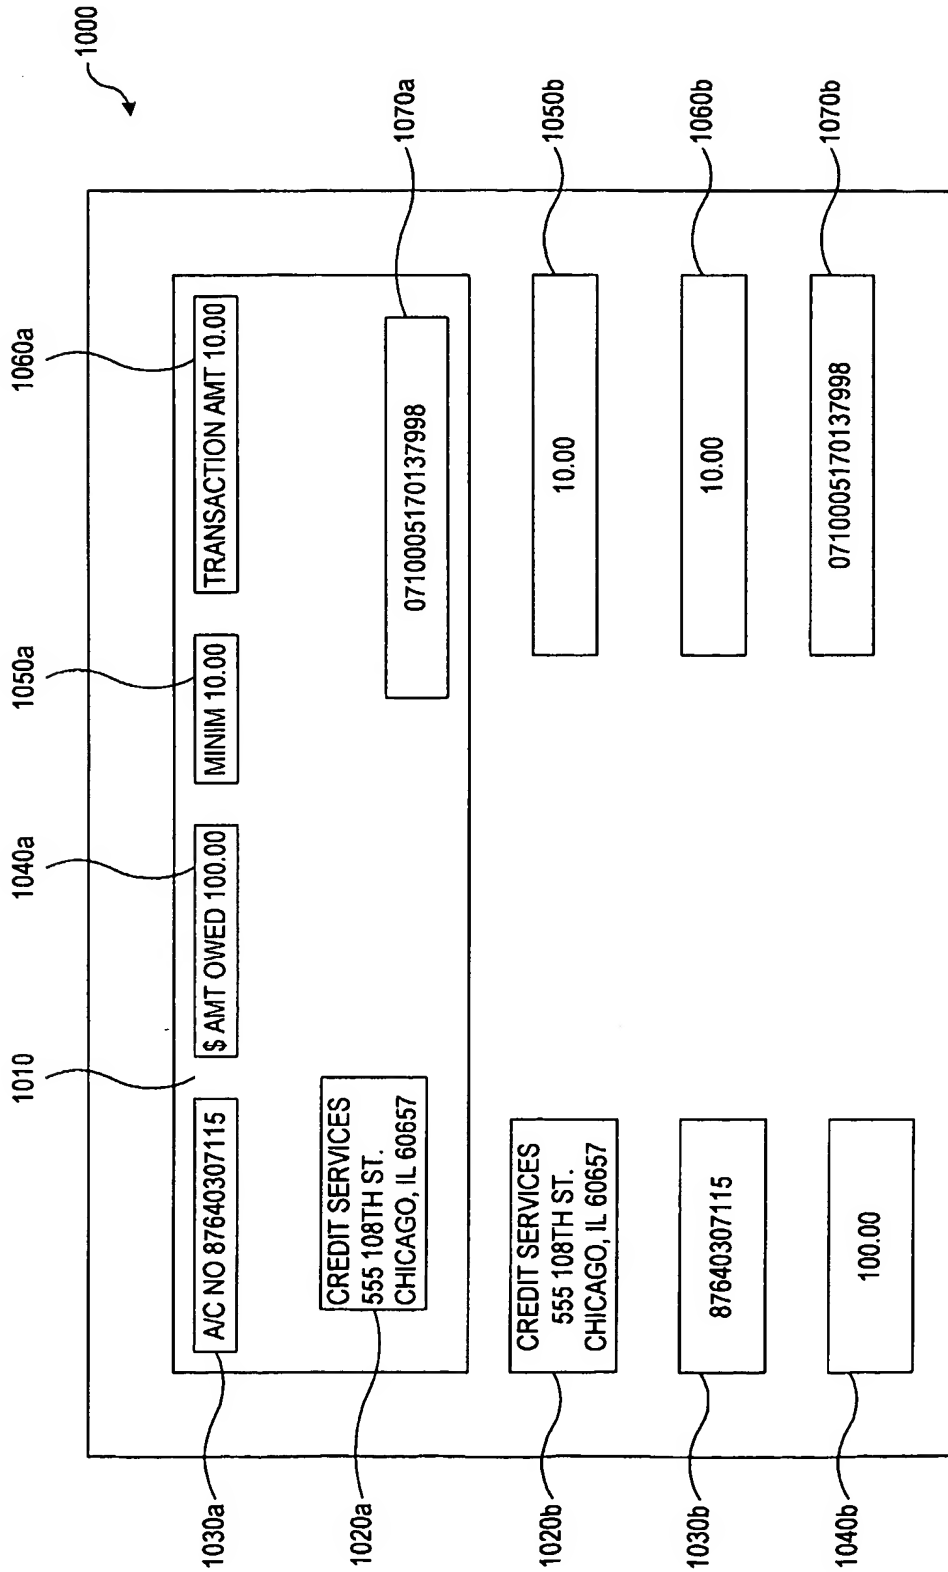 1000
1030a
1010
1040a
1050a
1060a
A/C NO 87640307115
$ AMT OWED 100.00
MINIM 10.00
TRANSACTION AMT 10.00
1020a
CREDIT SERVICES
555 108TH ST.
CHICAGO, IL 60657
0710005170137998
1070a
1020b
CREDIT SERVICES
555 108TH ST.
CHICAGO, IL 60657
10.00
1050b
1030b
87640307115
10.00
1060b
1040b
100.00
0710005170137998
1070b